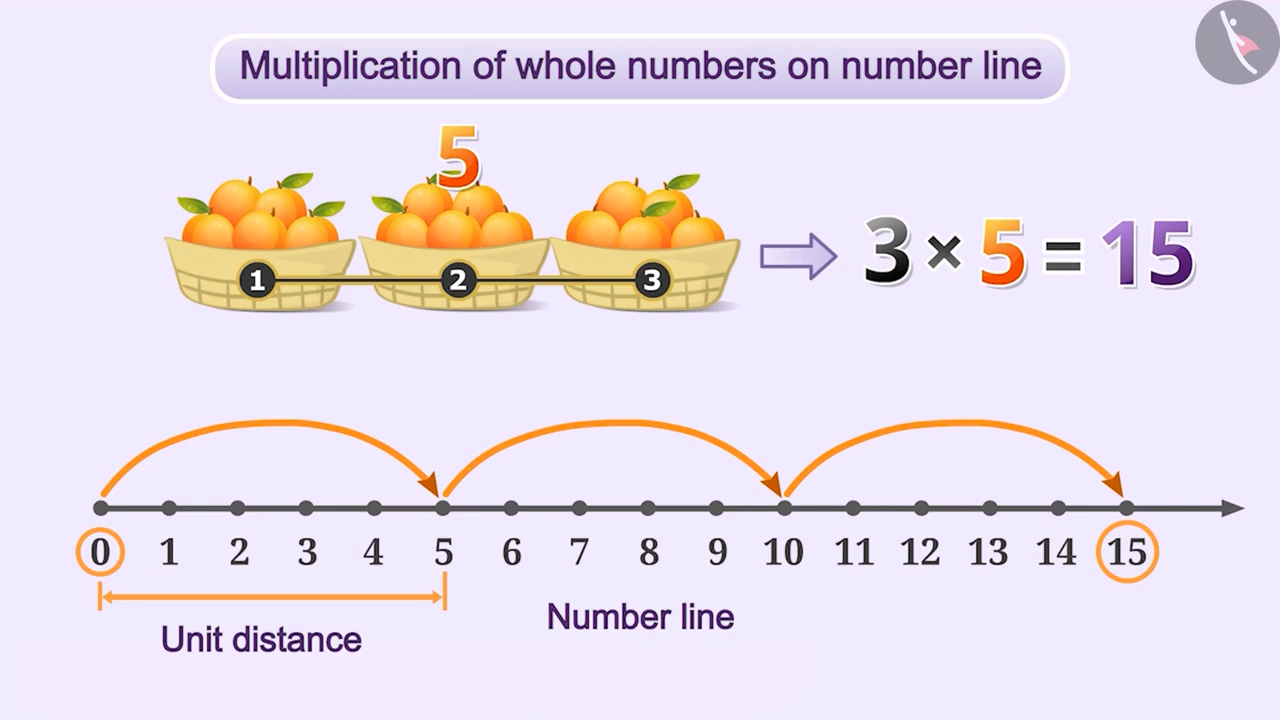 Multiplication of whole numbers on number line
5
1 2 3
3 × 5 = 15
0 1 2 3 4 5 6 7 8 9 10 11 12 13 14 15
Unit distance
Number line